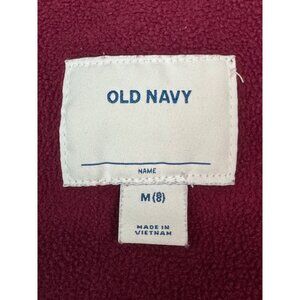 OLD NAVY
NAME
M (8)
MADE IN
VIETNAM